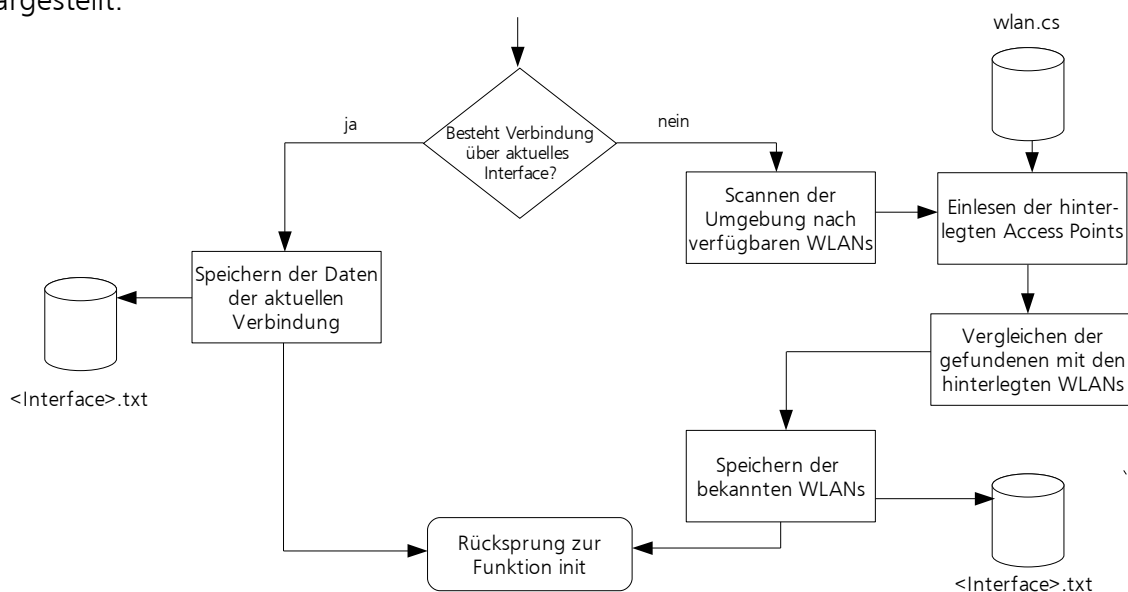 argestellt.
wlan.cs
Besteht Verbindung
über aktuelles
Interface?
ja
nein
Scannen der
Umgebung nach
verfügbaren WLANs
Einlesen der hinter-
legten Access Points
Speichern der Daten
der aktuellen
Verbindung
<Interface>.txt
Vergleichen der
gefundenen mit den
hinterlegten WLANs
Speichern der
bekannten WLANs
Rücksprung zur
Funktion init
<Interface>.txt